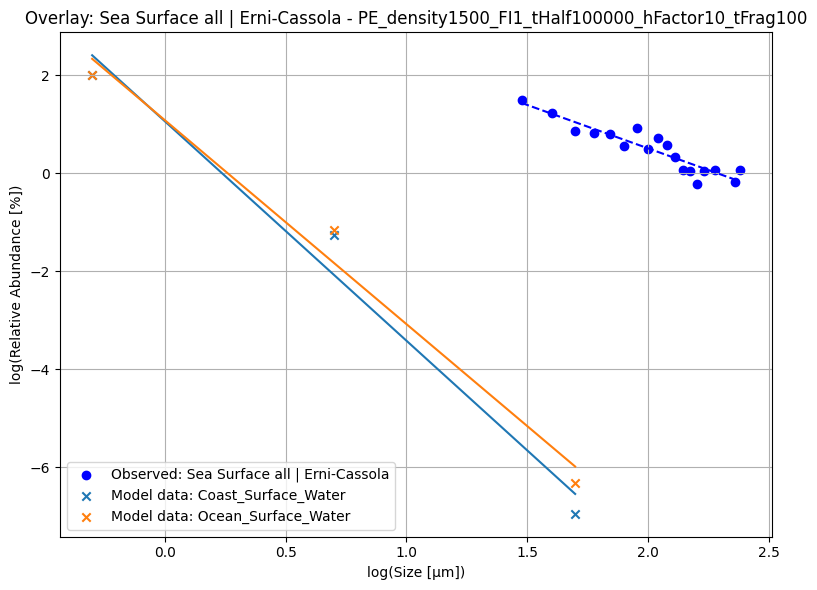 Overlay: Sea Surface all | Erni-Cassola - PE_density1500_FI1_tHalf100000_hFactor10_tFrag100
log(Relative Abundance [%])
2
0
−2
−4
−6
Observed: Sea Surface all | Erni-Cassola
Model data: Coast_Surface_Water
Model data: Ocean_Surface_Water
0.0
0.5
1.0
1.5
2.0
2.5
log(Size [µm])